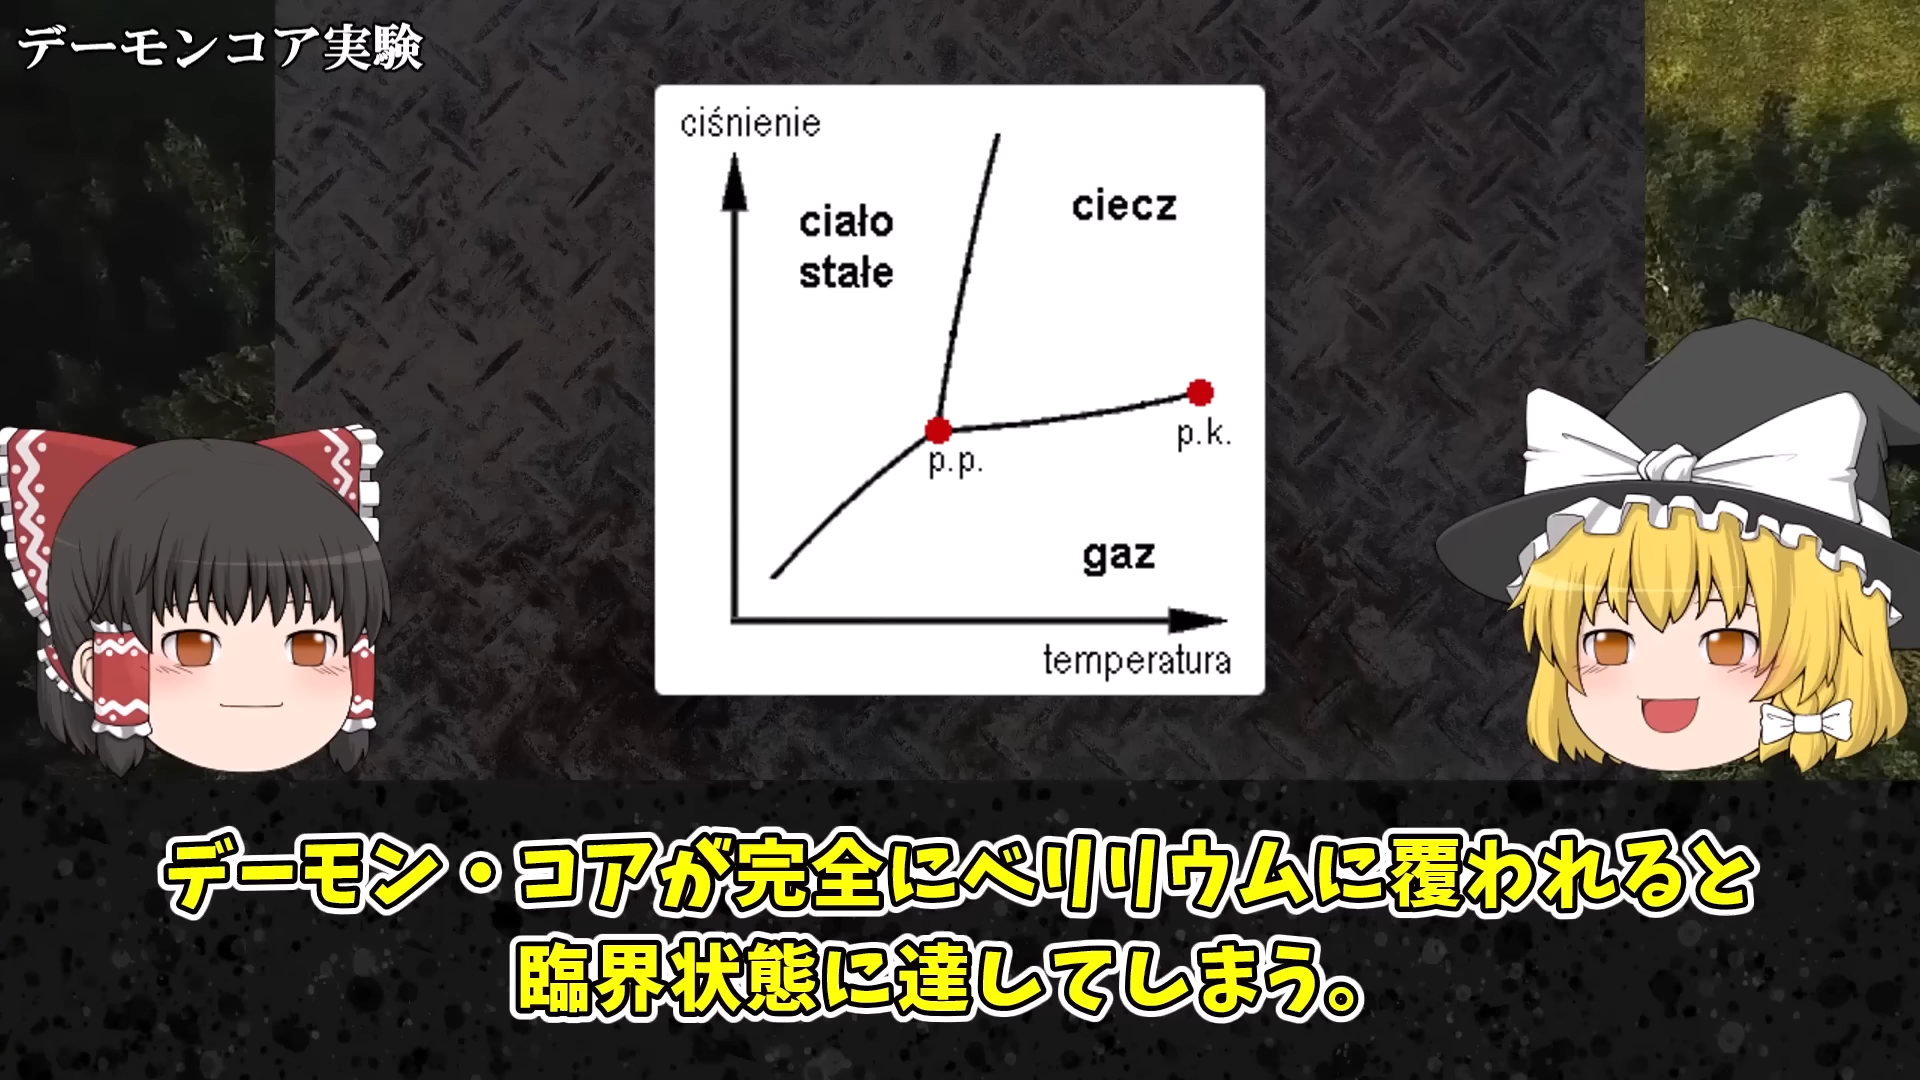 デーモンコア実験
ciśnienie
ciało
stałe
ciecz
p.k.
p.p.
gaz
temperatura
デーモン・コアが完全にベリリウムに覆われると
臨界状態に達してしまう。